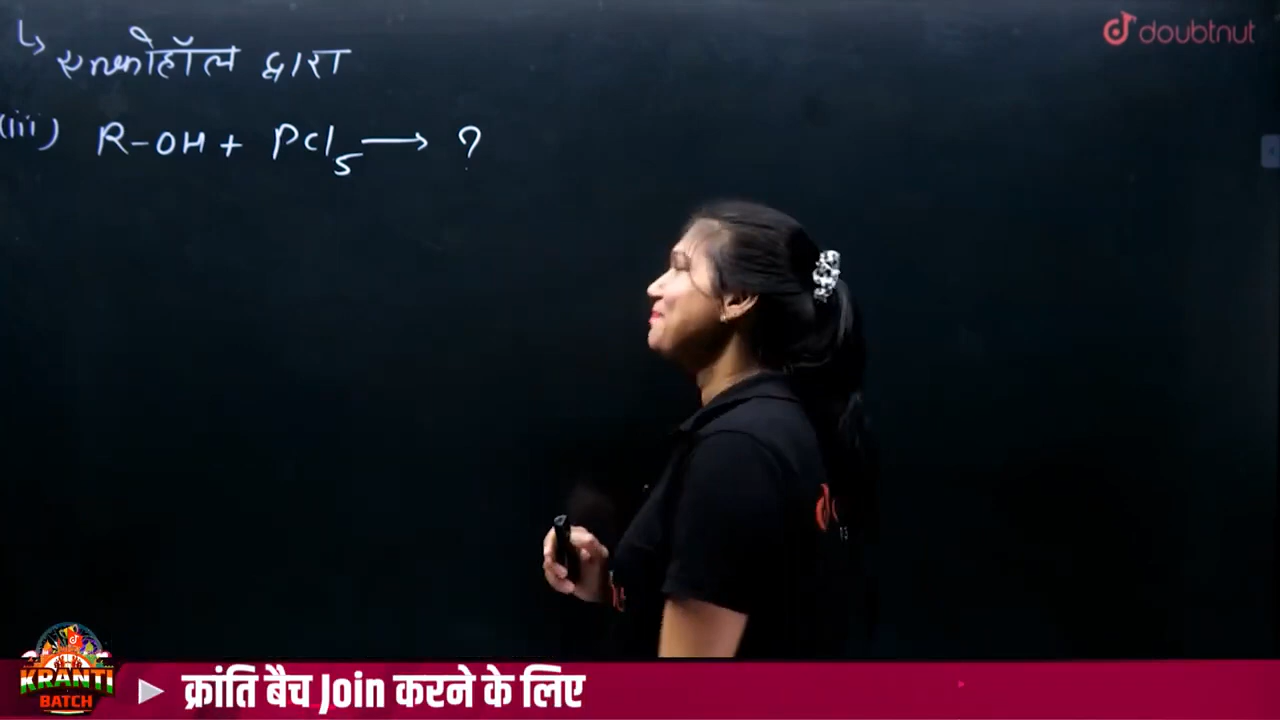 ↳ एल्कोहॉल द्वारा
(iii) R-OH + PCl5 ⟶ ?
doubtnut
KRANTI
BATCH
क्रांति बैच Join करने के लिए